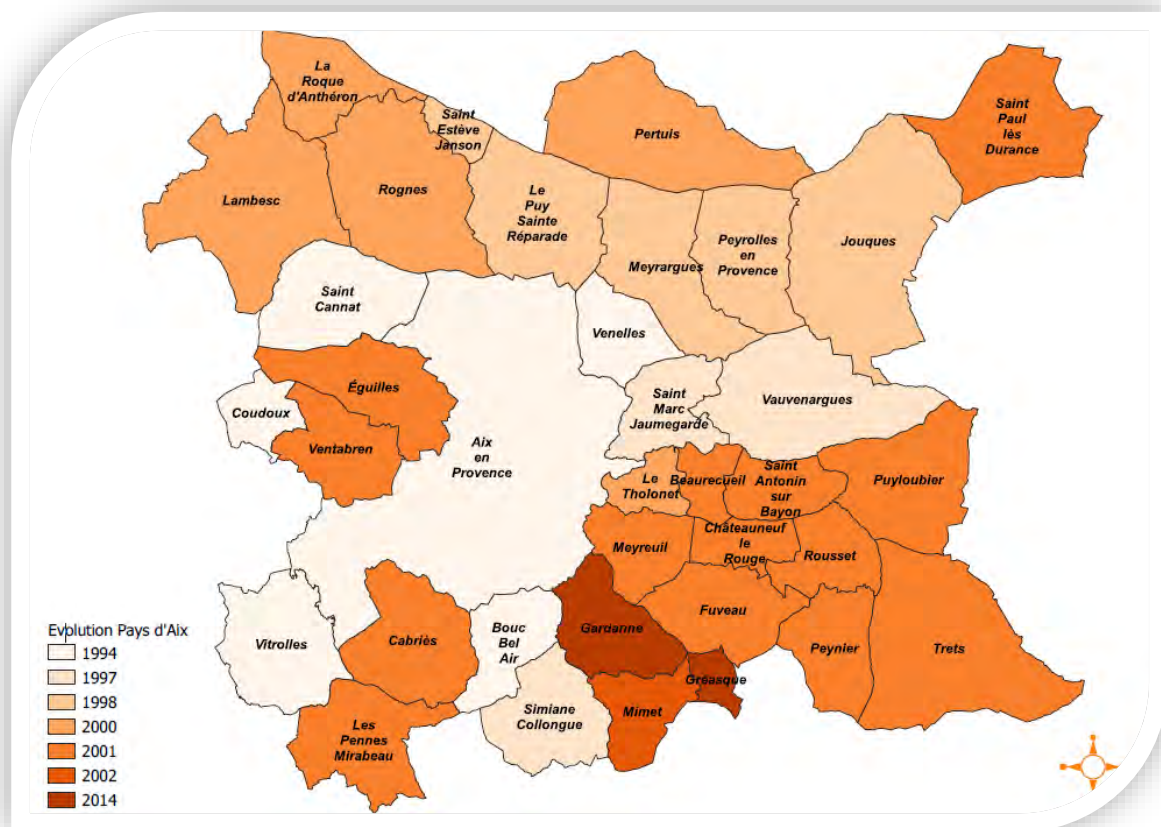 La
Roque
d'Anthéron
Saint
Estève
Janson
Pertuis
Saint
Paul
lès
Durance
Lambesc
Rognes
Le
Puy
Sainte
Réparade
Meyrargues
Peyrolles
en
Provence
Jouques
Saint
Cannat
Venelles
Éguilles
Coudoux
Ventabren
Aix
en
Provence
Saint
Marc
Jaumegarde
Vauvenargues
Le
Tholonet
Beaurecueil
Saint
Antonin
sur
Bayon
Puyloubier
Meyreuil
Châteauneuf
le
Rouge
Rousset
Vitrolles
Cabriès
Bouc
Bel
Air
Gardanne
Fuveau
Peynier
Trets
Gréasque
Mimet
Simiane
Collongue
Les
Pennes
Mirabeau
Evolution Pays d'Aix
1994
1997
1998
2000
2001
2002
2014